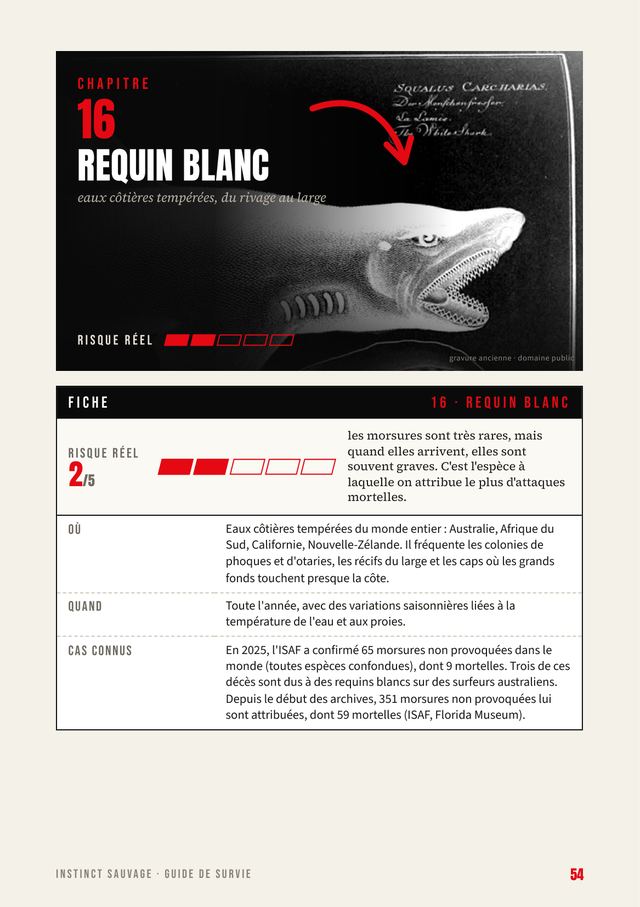 CHAPITRE
16
REQUIN BLANC
eaux côtières tempérées, du rivage au large
SQUALUS CARCHARIAS.
Der Menschenfresser.
La Lamie.
The White Shark.
RISQUE RÉEL
gravure ancienne · domaine public
FICHE
16 · REQUIN BLANC
RISQUE RÉEL
2/5
les morsures sont très rares, mais
quand elles arrivent, elles sont
souvent graves. C'est l'espèce à
laquelle on attribue le plus d'attaques
mortelles.
OÙ
Eaux côtières tempérées du monde entier : Australie, Afrique du
Sud, Californie, Nouvelle-Zélande. Il fréquente les colonies de
phoques et d'otaries, les récifs du large et les caps où les grands
fonds touchent presque la côte.
QUAND
Toute l'année, avec des variations saisonnières liées à la
température de l'eau et aux proies.
CAS CONNUS
En 2025, l'ISAF a confirmé 65 morsures non provoquées dans le
monde (toutes espèces confondues), dont 9 mortelles. Trois de ces
décès sont dus à des requins blancs sur des surfeurs australiens.
Depuis le début des archives, 351 morsures non provoquées lui
sont attribuées, dont 59 mortelles (ISAF, Florida Museum).
INSTINCT SAUVAGE · GUIDE DE SURVIE
54